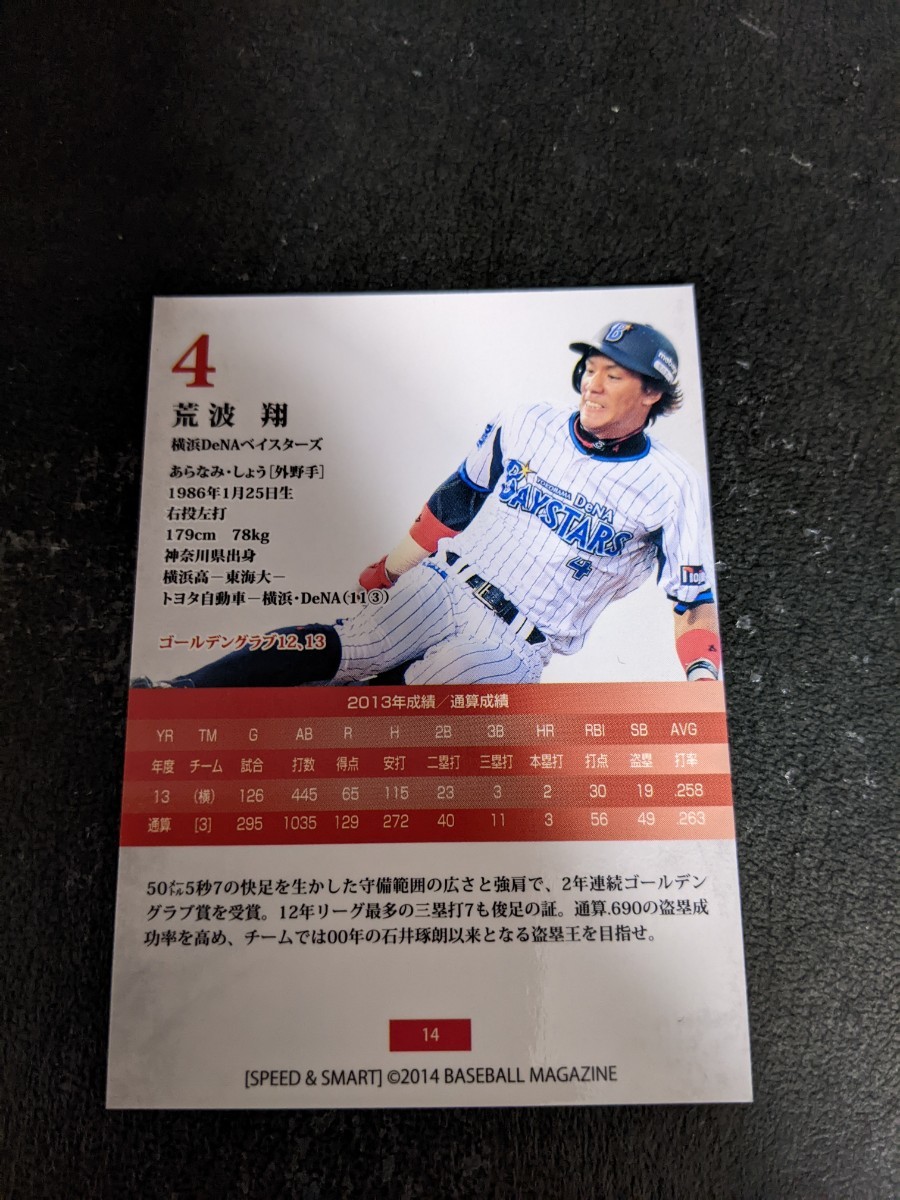 4
荒波 翔
横浜DeNAベイスターズ
あらなみ・しょう[外野手]
1986年1月25日生
右投左打
179cm 78kg
神奈川県出身
横浜高－東海大－
トヨタ自動車－横浜・DeNA(11③)
ゴールデングラブ12、13
B
YOKOHAMA DeNA
BAYSTARS
4
2013年成績／通算成績
YR TM G AB R H 2B 3B HR RBI SB AVG
年度 チーム 試合 打数 得点 安打 二塁打 三塁打 本塁打 打点 盗塁 打率
13 (横) 126 445 65 115 23 3 2 30 19 .258
通算 [3] 295 1035 129 272 40 11 3 56 49 .263
50㍍5秒7の快足を生かした守備範囲の広さと強肩で、2年連続ゴールデン
グラブ賞を受賞。12年リーグ最多の三塁打7も俊足の証。通算.690の盗塁成
功率を高め、チームでは00年の石井琢朗以来となる盗塁王を目指せ。
14
[SPEED & SMART] ©2014 BASEBALL MAGAZINE